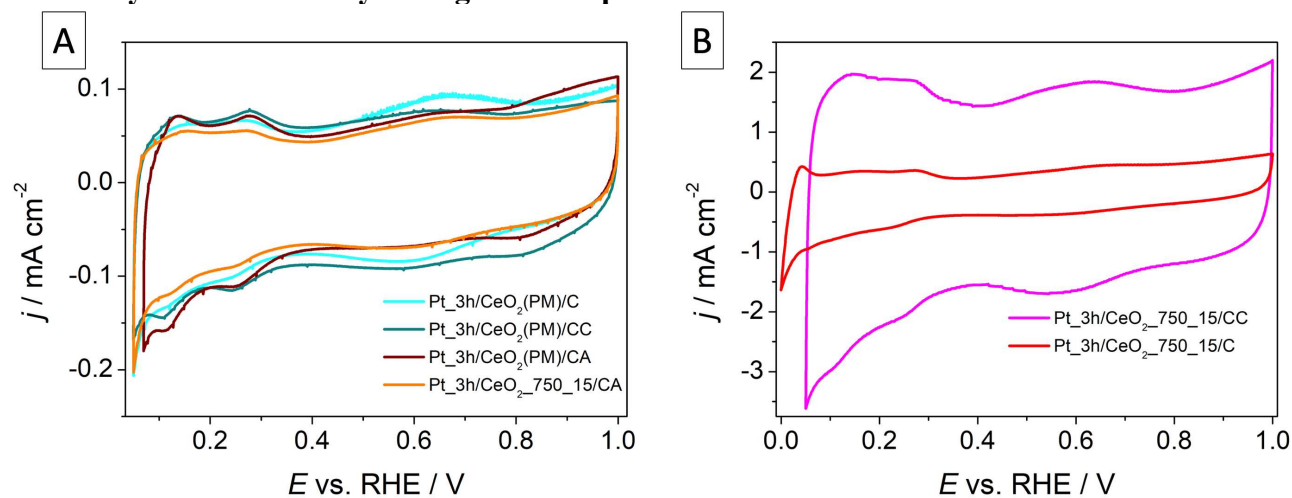 A
B
0.1
0.0
-0.1
-0.2
j / mA cm-2
0.2
0.4
0.6
0.8
1.0
E vs. RHE / V
Pt_3h/CeO2(PM)/C
Pt_3h/CeO2(PM)/CC
Pt_3h/CeO2(PM)/CA
Pt_3h/CeO2_750_15/CA
2
1
0
-1
-2
-3
j / mA cm-2
0.0
0.2
0.4
0.6
0.8
1.0
E vs. RHE / V
Pt_3h/CeO2_750_15/CC
Pt_3h/CeO2_750_15/C